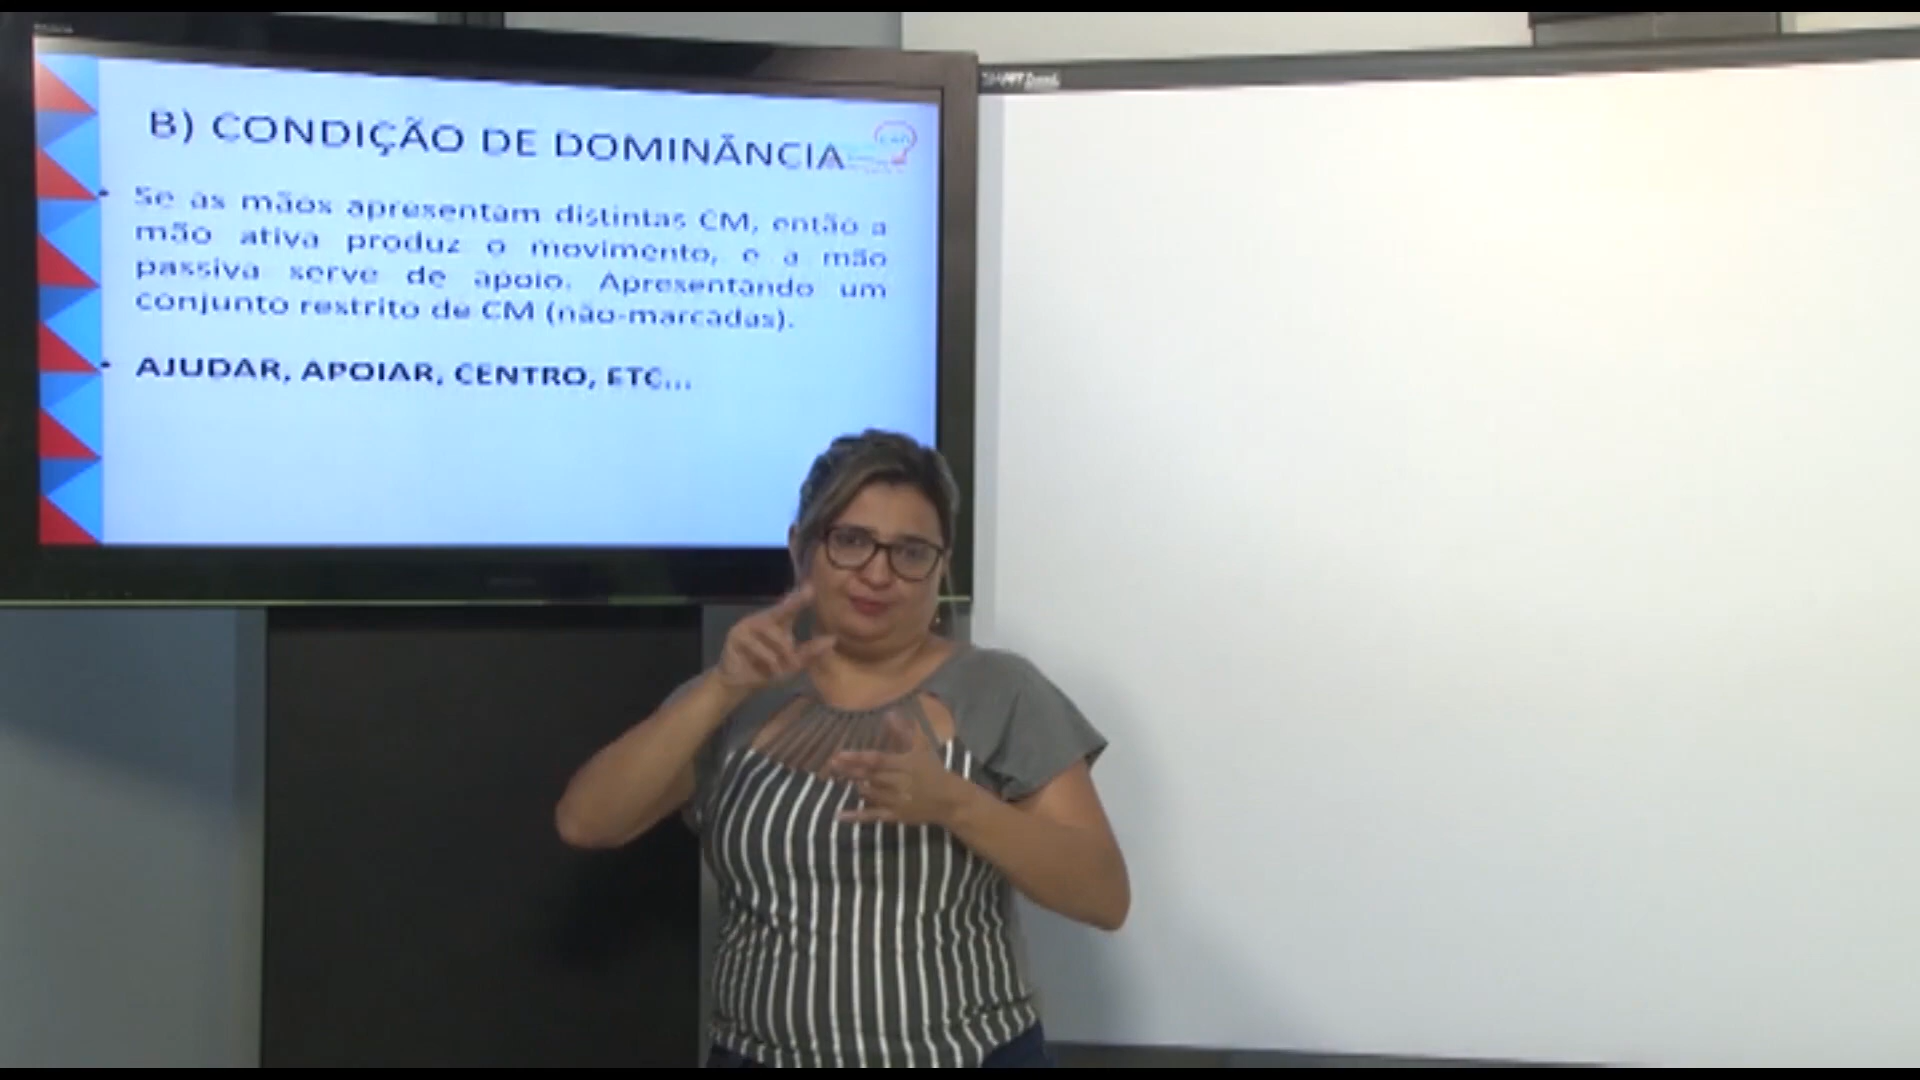 B) CONDIÇÃO DE DOMINÂNCIA
• Se as mãos apresentam distintas CM, então a
mão ativa produz o movimento, e a mão
passiva serve de apoio. Apresentando um
conjunto restrito de CM (não-marcadas).
• AJUDAR, APOIAR, CENTRO, ETC...